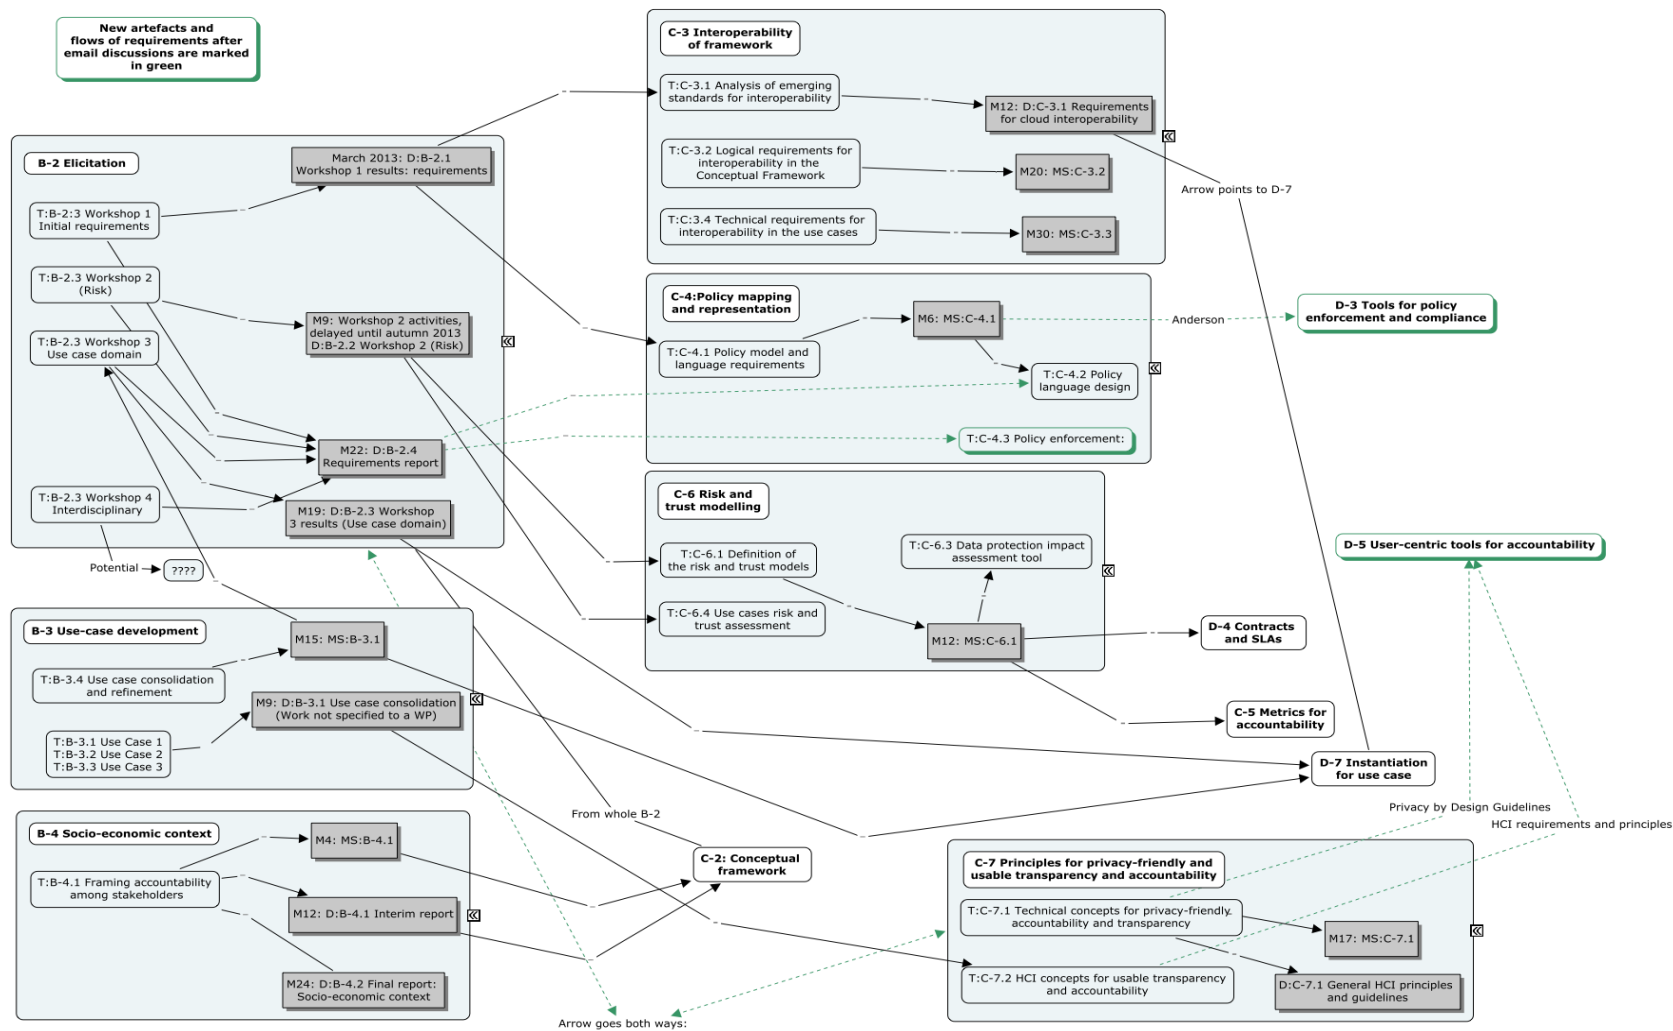 New artefacts and
flows of requirements after
email discussions are marked
in green
B-2 Elicitation
March 2013: D:B-2.1
Workshop 1 results: requirements
T:B-2:3 Workshop 1
Initial requirements
T:B-2.3 Workshop 2
(Risk)
M9: Workshop 2 activities,
delayed until autumn 2013
D:B-2.2 Workshop 2 (Risk)
T:B-2.3 Workshop 3
Use case domain
M22: D:B-2.4
Requirements report
T:B-2.3 Workshop 4
Interdisciplinary
M19: D:B-2.3 Workshop
3 results (Use case domain)
Potential
????
B-3 Use-case development
M15: MS:B-3.1
T:B-3.4 Use case consolidation
and refinement
M9: D:B-3.1 Use case consolidation
(Work not specified to a WP)
T:B-3.1 Use Case 1
T:B-3.2 Use Case 2
T:B-3.3 Use Case 3
B-4 Socio-economic context
M4: MS:B-4.1
T:B-4.1 Framing accountability
among stakeholders
M12: D:B-4.1 Interim report
M24: D:B-4.2 Final report:
Socio-economic context
C-3 Interoperability
of framework
T:C-3.1 Analysis of emerging
standards for interoperability
M12: D:C-3.1 Requirements
for cloud interoperability
T:C-3.2 Logical requirements for
interoperability in the
Conceptual Framework
M20: MS:C-3.2
T:C:3.4 Technical requirements for
interoperability in the use cases
M30: MS:C-3.3
Arrow points to D-7
C-4:Policy mapping
and representation
M6: MS:C-4.1
T:C-4.1 Policy model and
language requirements
T:C-4.2 Policy
language design
T:C-4.3 Policy enforcement:
Anderson
D-3 Tools for policy
enforcement and compliance
C-6 Risk and
trust modelling
T:C-6.1 Definition of
the risk and trust models
T:C-6.3 Data protection impact
assessment tool
T:C-6.4 Use cases risk and
trust assessment
M12: MS:C-6.1
D-5 User-centric tools for accountability
D-4 Contracts
and SLAs
C-5 Metrics for
accountability
D-7 Instantiation
for use case
From whole B-2
C-2: Conceptual
framework
Privacy by Design Guidelines
HCI requirements and principles
C-7 Principles for privacy-friendly and
usable transparency and accountability
T:C-7.1 Technical concepts for privacy-friendly.
accountability and transparency
M17: MS:C-7.1
T:C-7.2 HCI concepts for usable transparency
and accountability
D:C-7.1 General HCI principles
and guidelines
Arrow goes both ways: